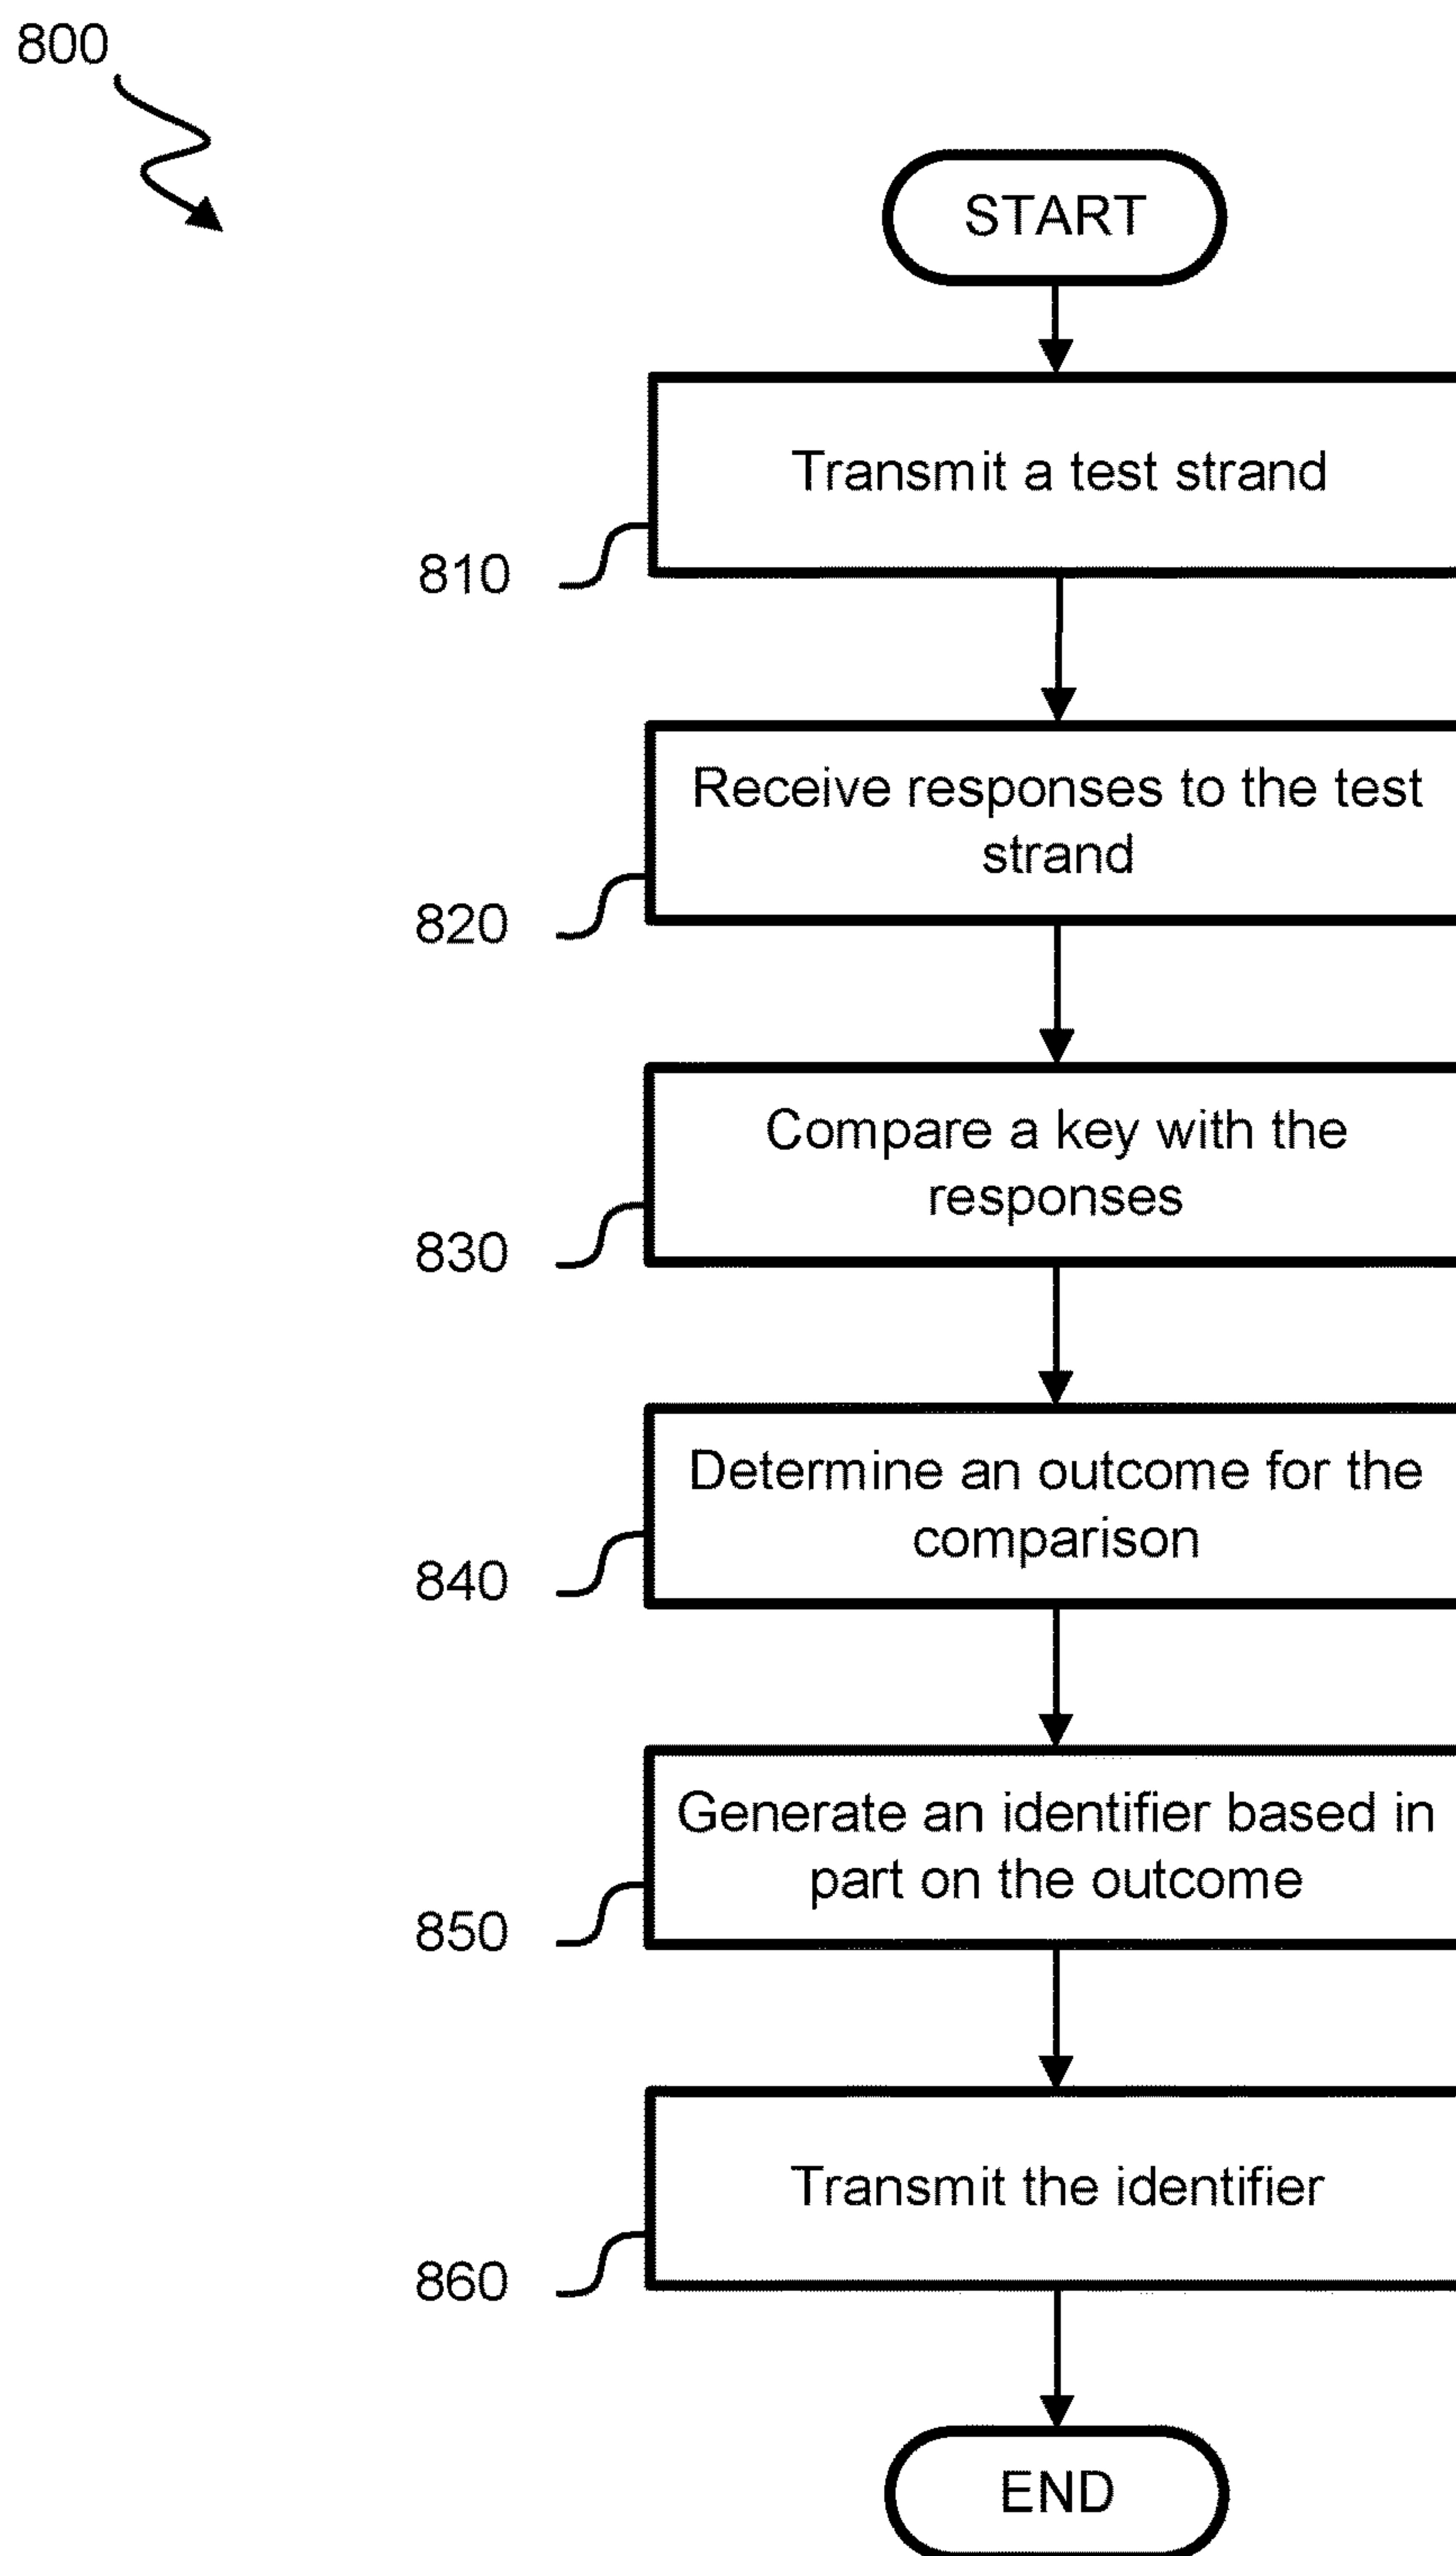 800
START
Transmit a test strand
810
Receive responses to the test
strand
820
Compare a key with the
responses
830
Determine an outcome for the
comparison
840
Generate an identifier based in
part on the outcome
850
Transmit the identifier
860
END